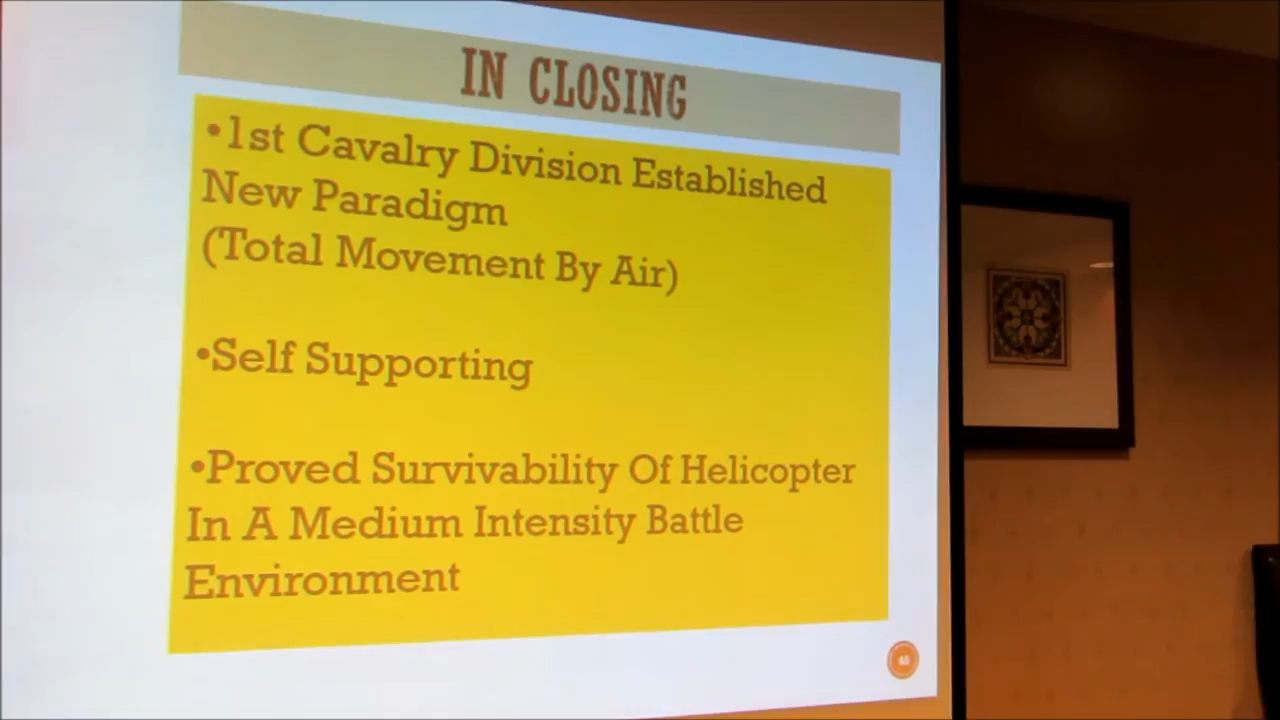 IN CLOSING
•1st Cavalry Division Established
New Paradigm
(Total Movement By Air)
•Self Supporting
•Proved Survivability Of Helicopter
In A Medium Intensity Battle
Environment